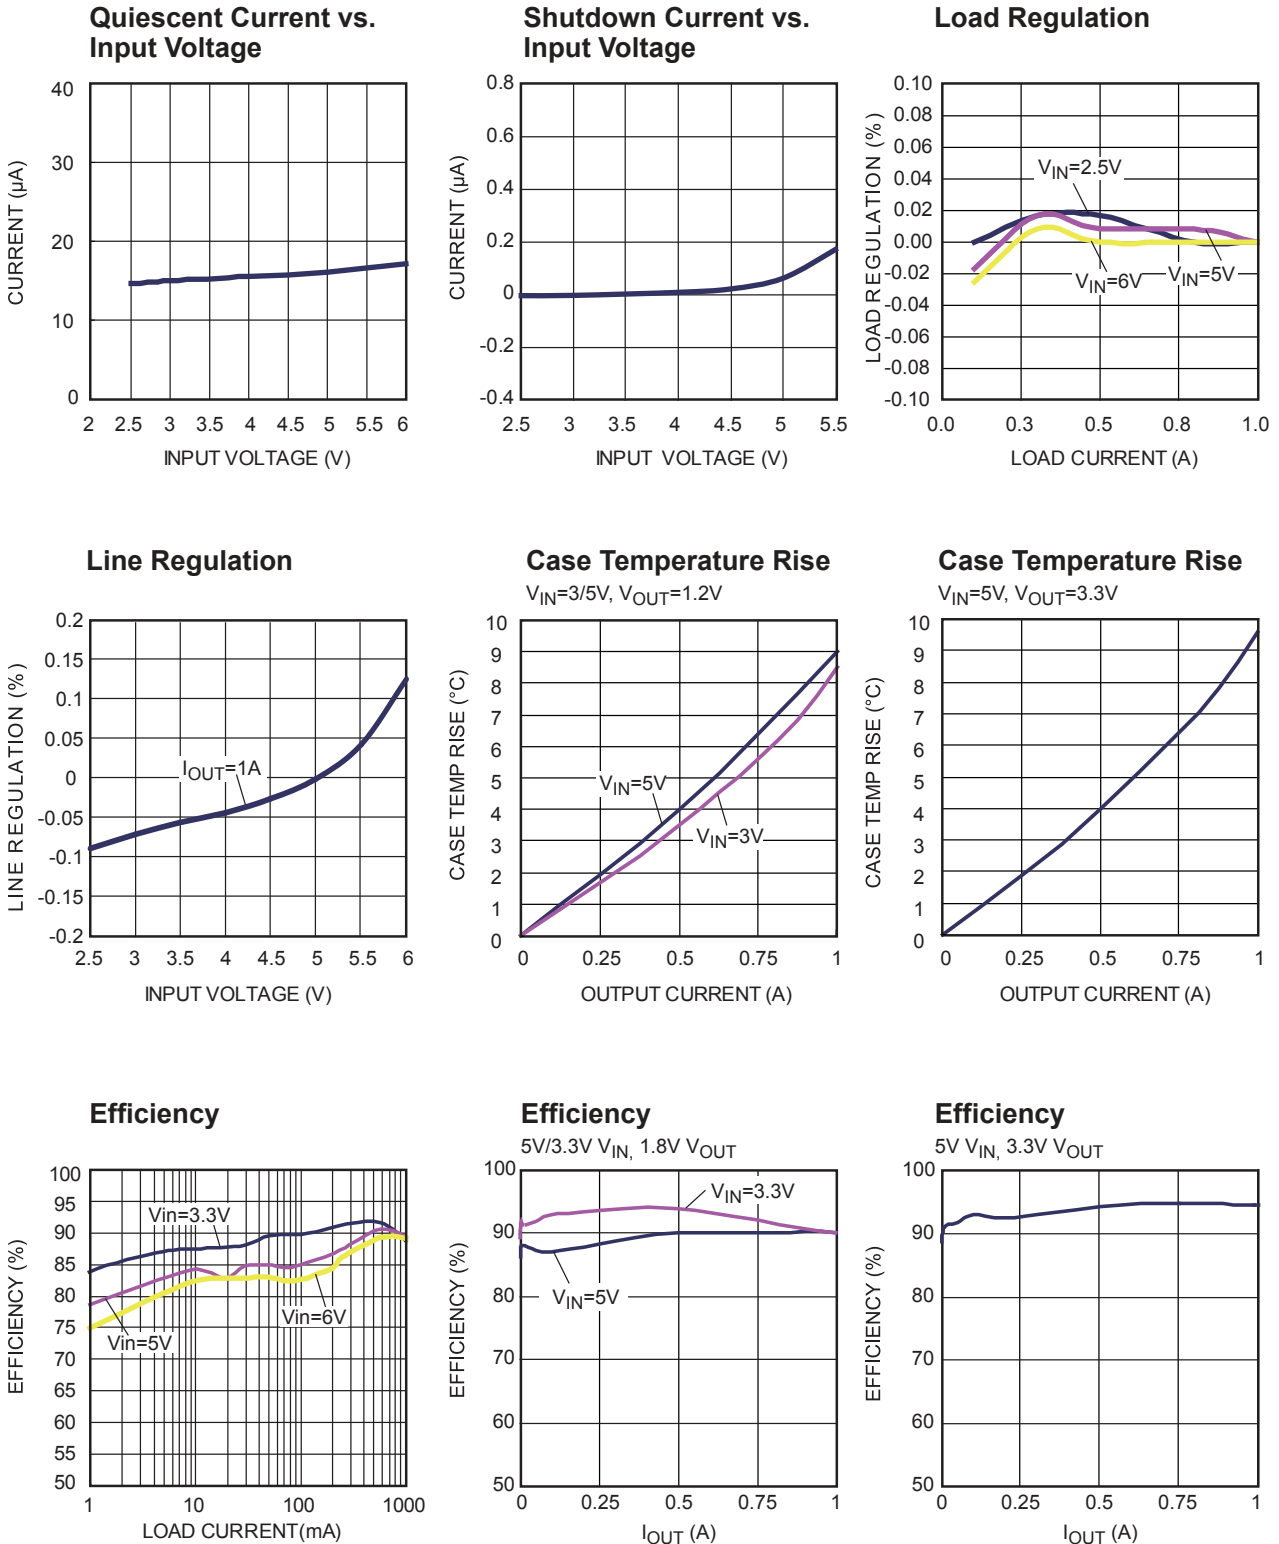 Quiescent Current vs.
Input Voltage
CURRENT (µA)
40
30
20
10
0
2 2.5 3 3.5 4 4.5 5 5.5 6
INPUT VOLTAGE (V)
Shutdown Current vs.
Input Voltage
CURRENT (µA)
0.8
0.6
0.4
0.2
0
-0.2
-0.4
2.5 3 3.5 4 4.5 5 5.5
INPUT VOLTAGE (V)
Load Regulation
LOAD REGULATION (%)
0.10
0.08
0.06
0.04
0.02
0.00
-0.02
-0.04
-0.06
-0.08
-0.10
VIN=2.5V
VIN=6V
VIN=5V
0.0 0.3 0.5 0.8 1.0
LOAD CURRENT (A)
Line Regulation
LINE REGULATION (%)
0.2
0.15
0.1
0.05
0
-0.05
-0.1
-0.15
-0.2
IOUT=1A
2.5 3 3.5 4 4.5 5 5.5 6
INPUT VOLTAGE (V)
Case Temperature Rise
VIN=3/5V, VOUT=1.2V
CASE TEMP RISE (°C)
10
9
8
7
6
5
4
3
2
1
0
VIN=5V
VIN=3V
0 0.25 0.5 0.75 1
OUTPUT CURRENT (A)
Case Temperature Rise
VIN=5V, VOUT=3.3V
CASE TEMP RISE (°C)
10
9
8
7
6
5
4
3
2
1
0
0 0.25 0.5 0.75 1
OUTPUT CURRENT (A)
Efficiency
EFFICIENCY (%)
100
95
90
85
80
75
70
65
60
55
50
Vin=3.3V
Vin=6V
Vin=5V
1 10 100 1000
LOAD CURRENT(mA)
Efficiency
5V/3.3V VIN, 1.8V VOUT
EFFICIENCY (%)
100
90
80
70
60
50
VIN=3.3V
VIN=5V
0 0.25 0.5 0.75 1
IOUT (A)
Efficiency
5V VIN, 3.3V VOUT
EFFICIENCY (%)
100
90
80
70
60
50
0 0.25 0.5 0.75 1
IOUT (A)